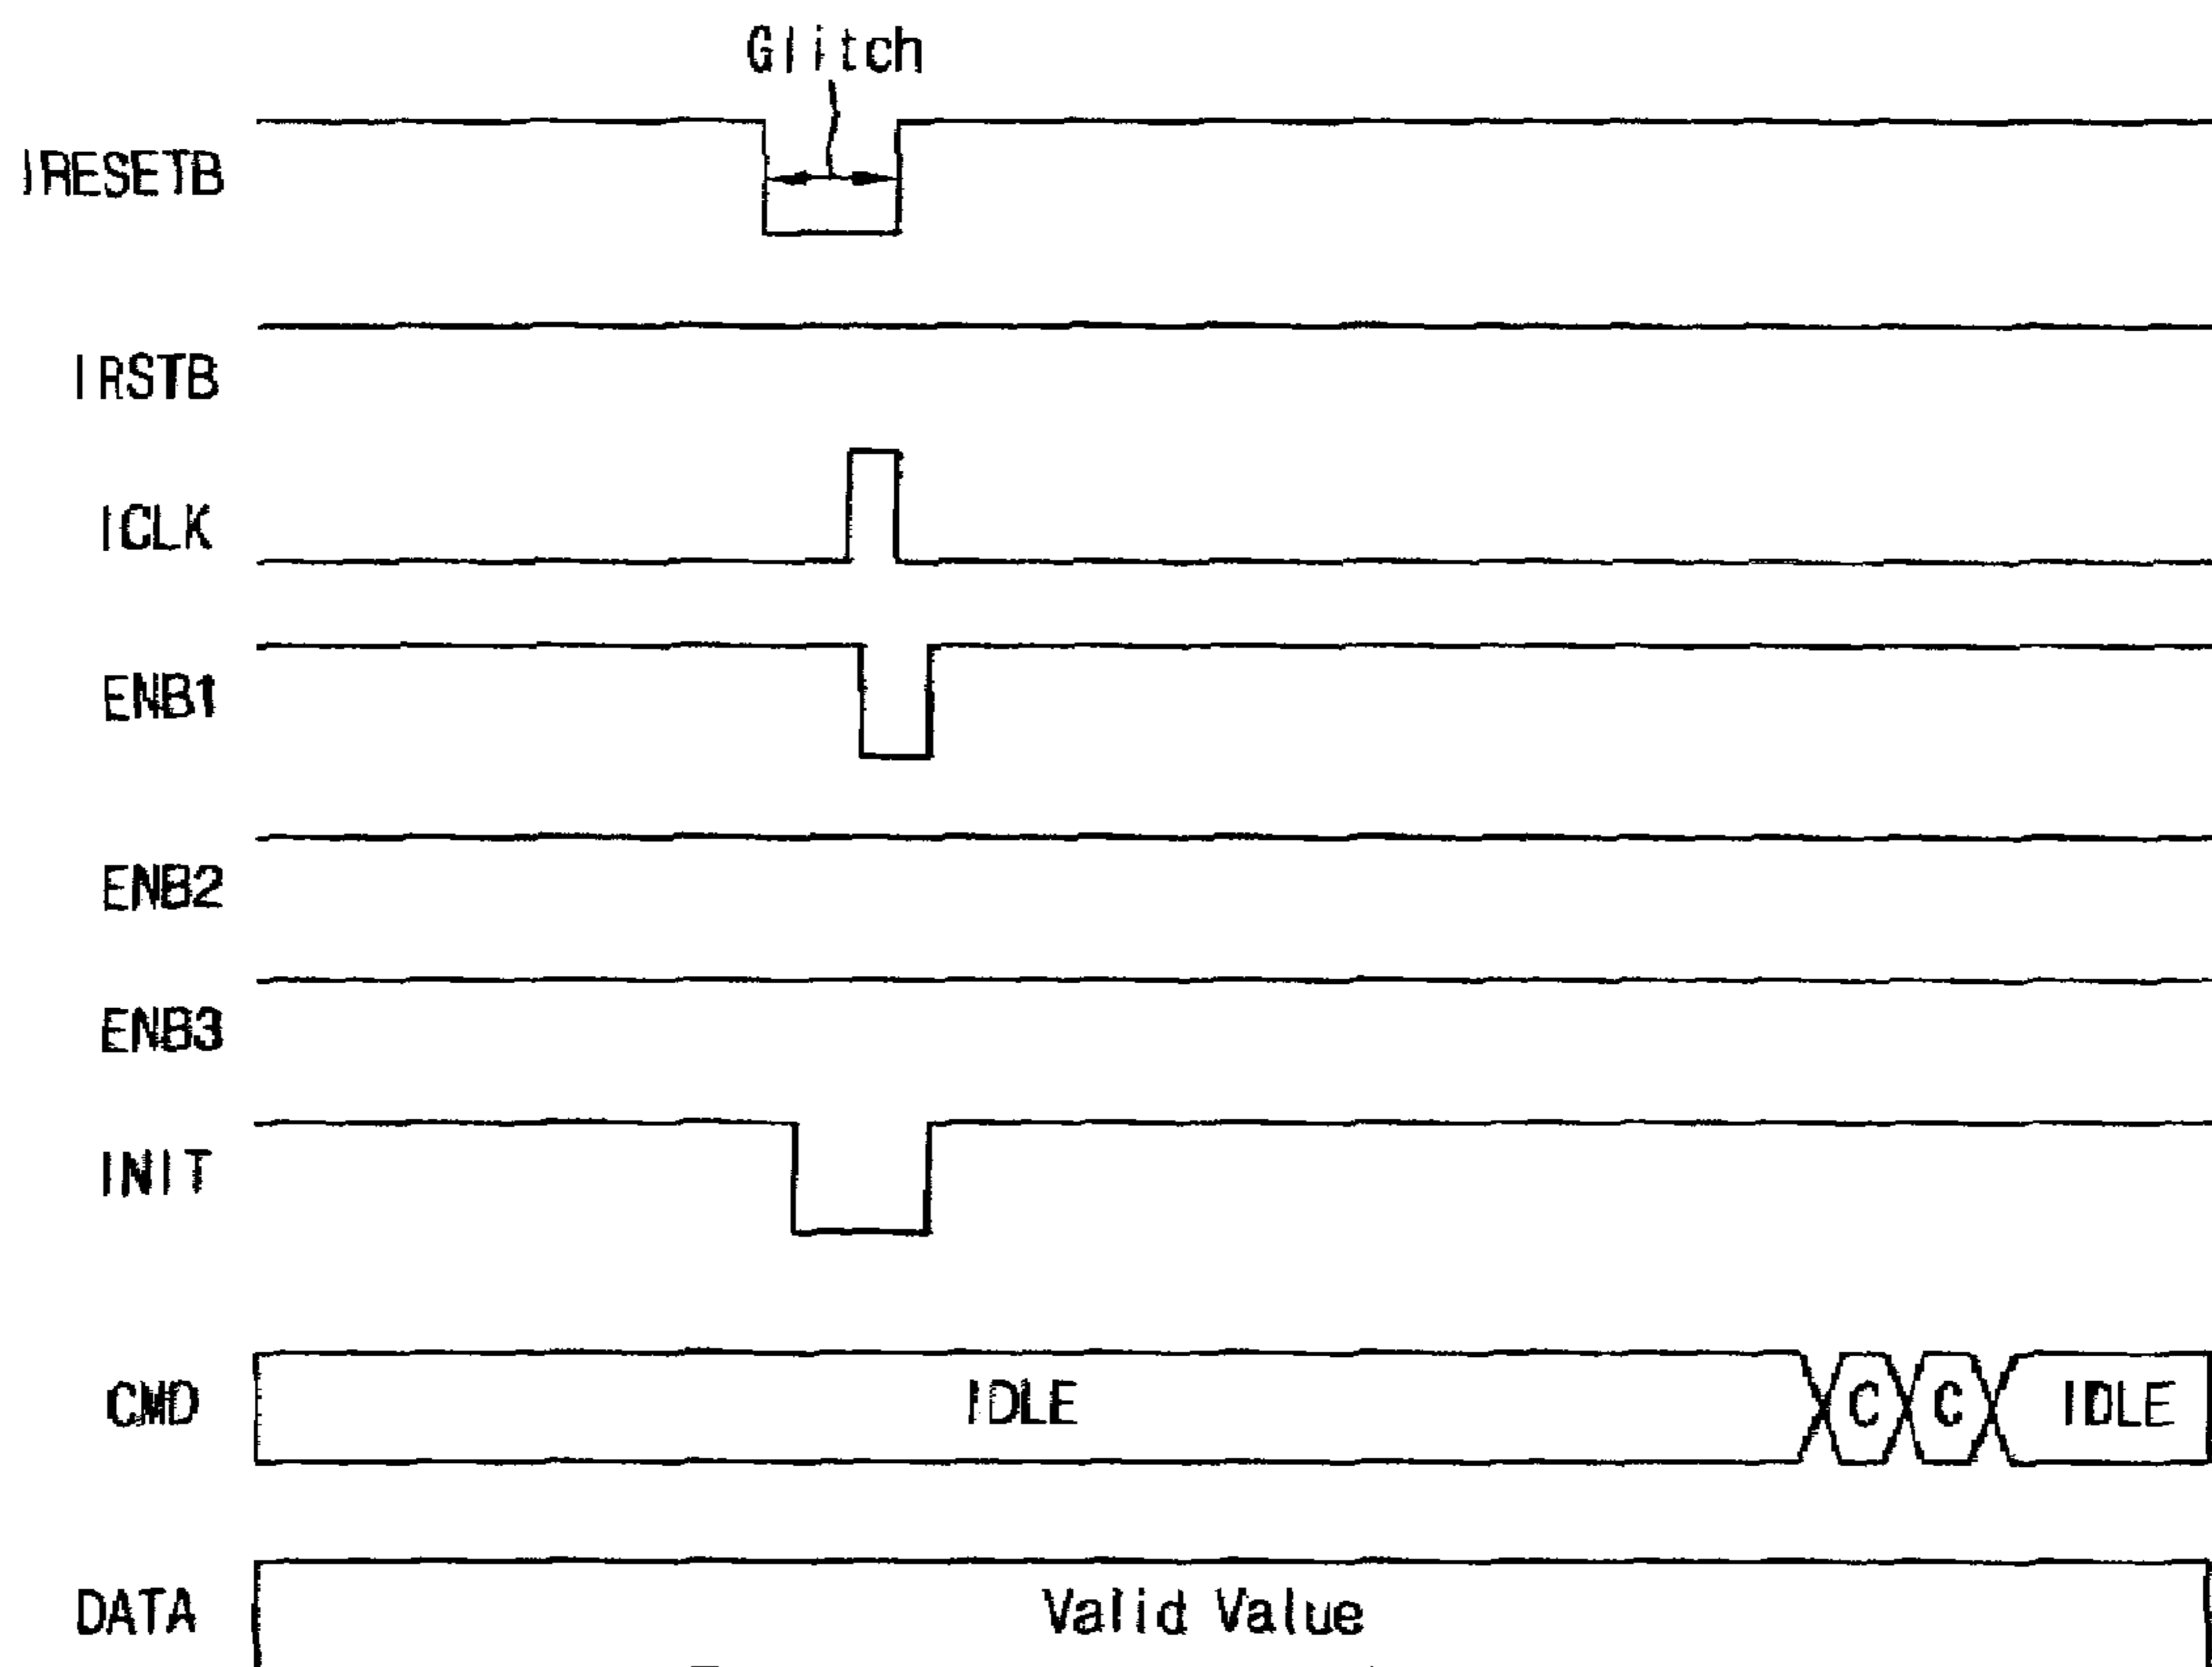 Glitch
IRESETB
IRSTB
ICLK
ENB1
ENB2
ENB3
INIT
CMD IDLE C C IDLE
DATA Valid Value